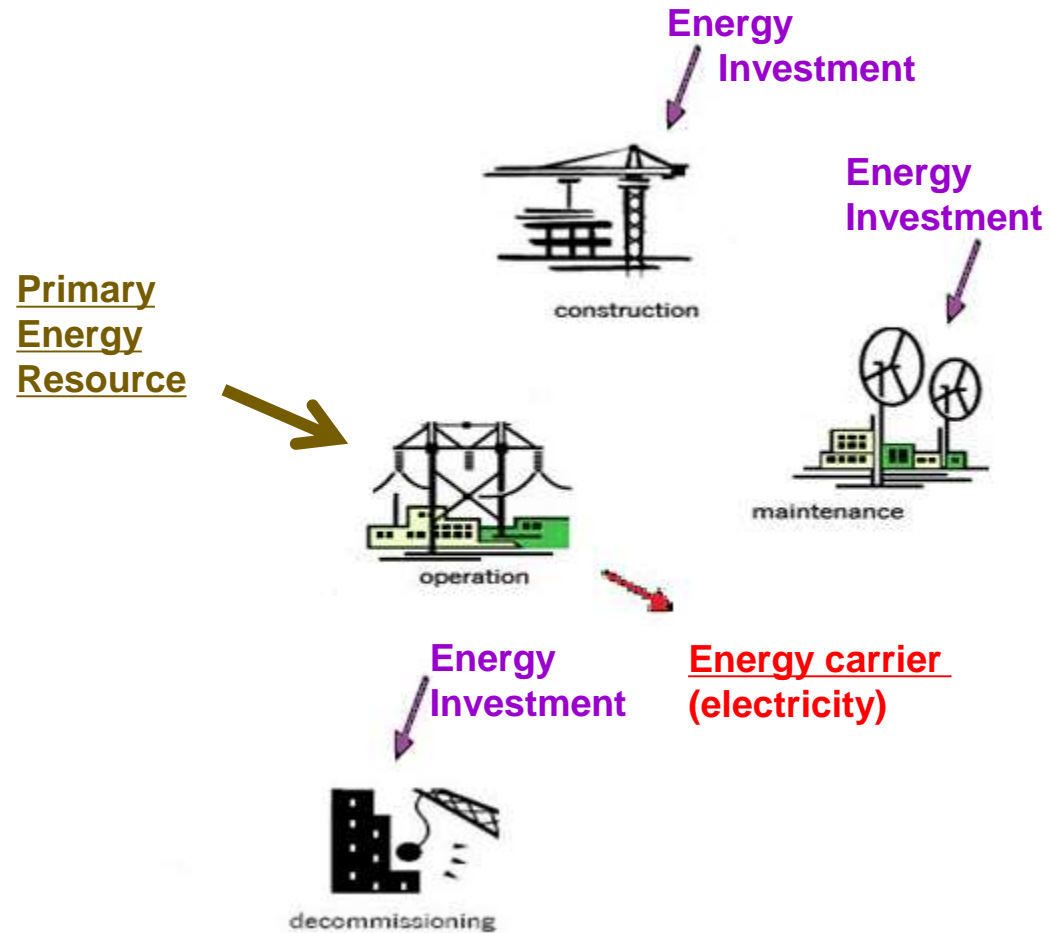 Energy
Investment
Energy
Investment
construction
Primary
Energy
Resource
maintenance
operation
Energy
Investment
Energy carrier
(electricity)
decommissioning